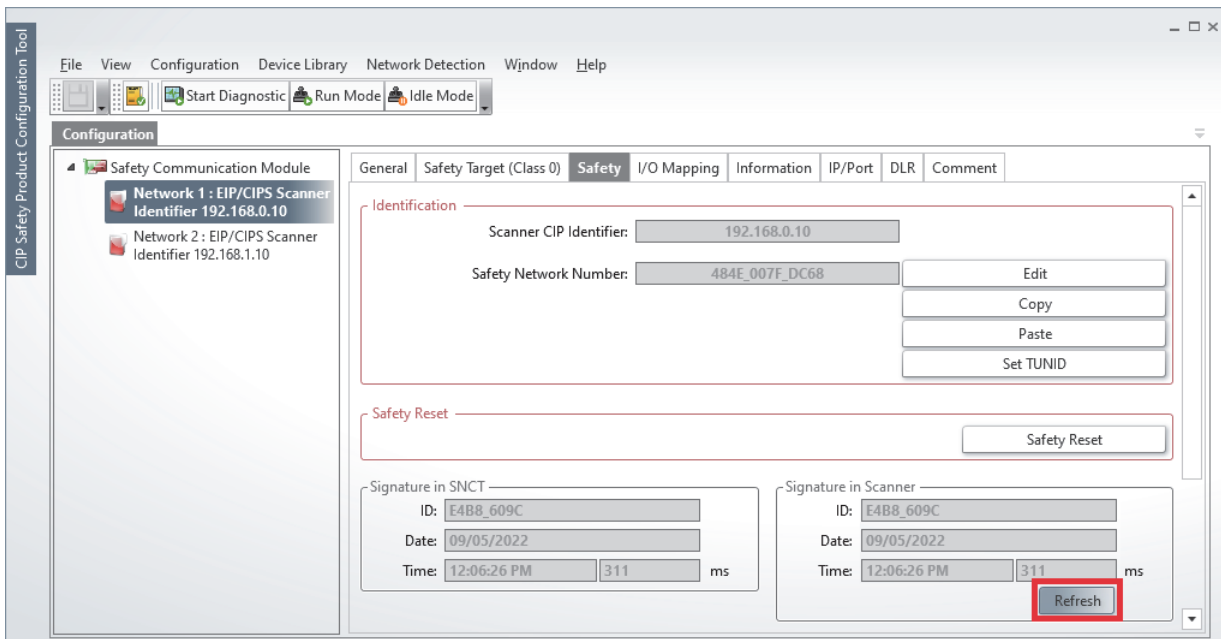 CIP Safety Product Configuration Tool
File View Configuration Device Library Network Detection Window Help
Start Diagnostic Run Mode Idle Mode
Configuration
Safety Communication Module
Network 1 : EIP/CIPS Scanner
Identifier 192.168.0.10
Network 2 : EIP/CIPS Scanner
Identifier 192.168.1.10
General Safety Target (Class 0) Safety I/O Mapping Information IP/Port DLR Comment
Identification
Scanner CIP Identifier: 192.168.0.10
Safety Network Number: 484E_007F_DC68 Edit
Copy
Paste
Set TUNID
Safety Reset
Safety Reset
Signature in SNCT
ID: E4B8_609C
Date: 09/05/2022
Time: 12:06:26 PM 311 ms
Signature in Scanner
ID: E4B8_609C
Date: 09/05/2022
Time: 12:06:26 PM 311 ms
Refresh